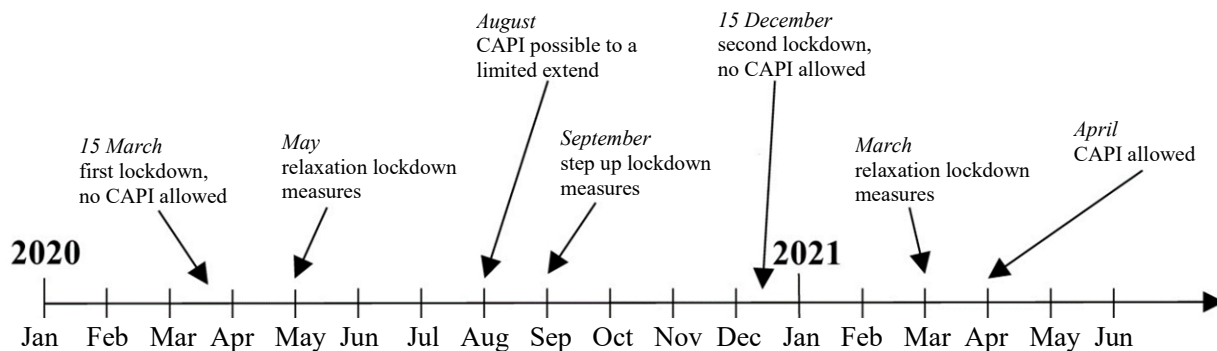 August
CAPI possible to a
limited extend
15 December
second lockdown,
no CAPI allowed
15 March
first lockdown,
no CAPI allowed
May
relaxation lockdown
measures
September
step up lockdown
measures
March
relaxation lockdown
measures
April
CAPI allowed
2020
2021
Jan Feb Mar Apr May Jun Jul Aug Sep Oct Nov Dec Jan Feb Mar Apr May Jun